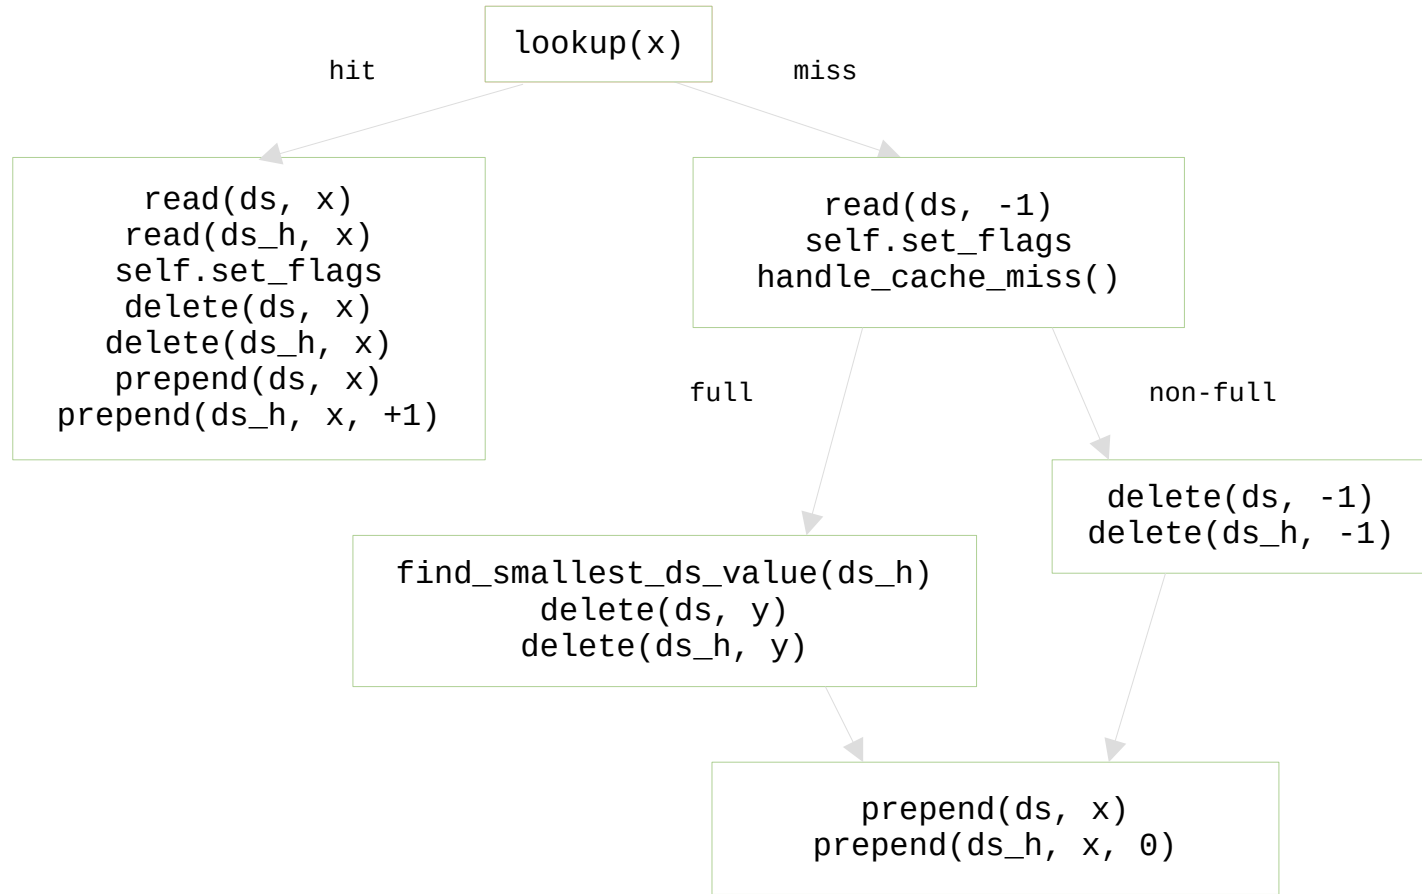 lookup(x)
hit
miss
read(ds, x)
read(ds_h, x)
self.set_flags
delete(ds, x)
delete(ds_h, x)
prepend(ds, x)
prepend(ds_h, x, +1)
read(ds, -1)
self.set_flags
handle_cache_miss()
full
non-full
delete(ds, -1)
delete(ds_h, -1)
find_smallest_ds_value(ds_h)
delete(ds, y)
delete(ds_h, y)
prepend(ds, x)
prepend(ds_h, x, 0)